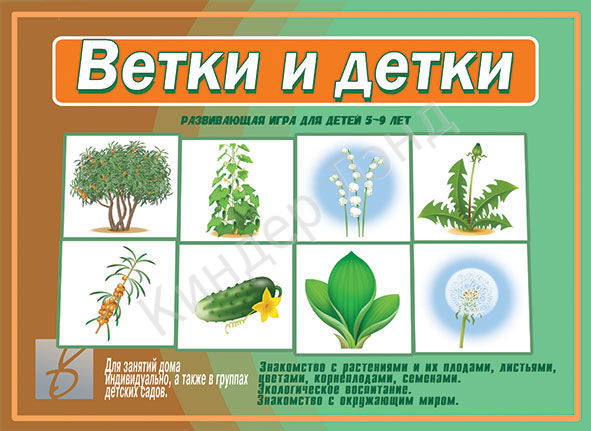 Ветки и детки
РАЗВИВАЮЩАЯ ИГРА ДЛЯ ДЕТЕЙ 5-9 ЛЕТ
Киндер Лэнд
Для занятий дома
индивидуально, а также в группах
детских садов.
Знакомство с растениями и их плодами, листьями,
цветами, корнеплодами, семенами.
Экологическое воспитание.
Знакомство с окружающим миром.